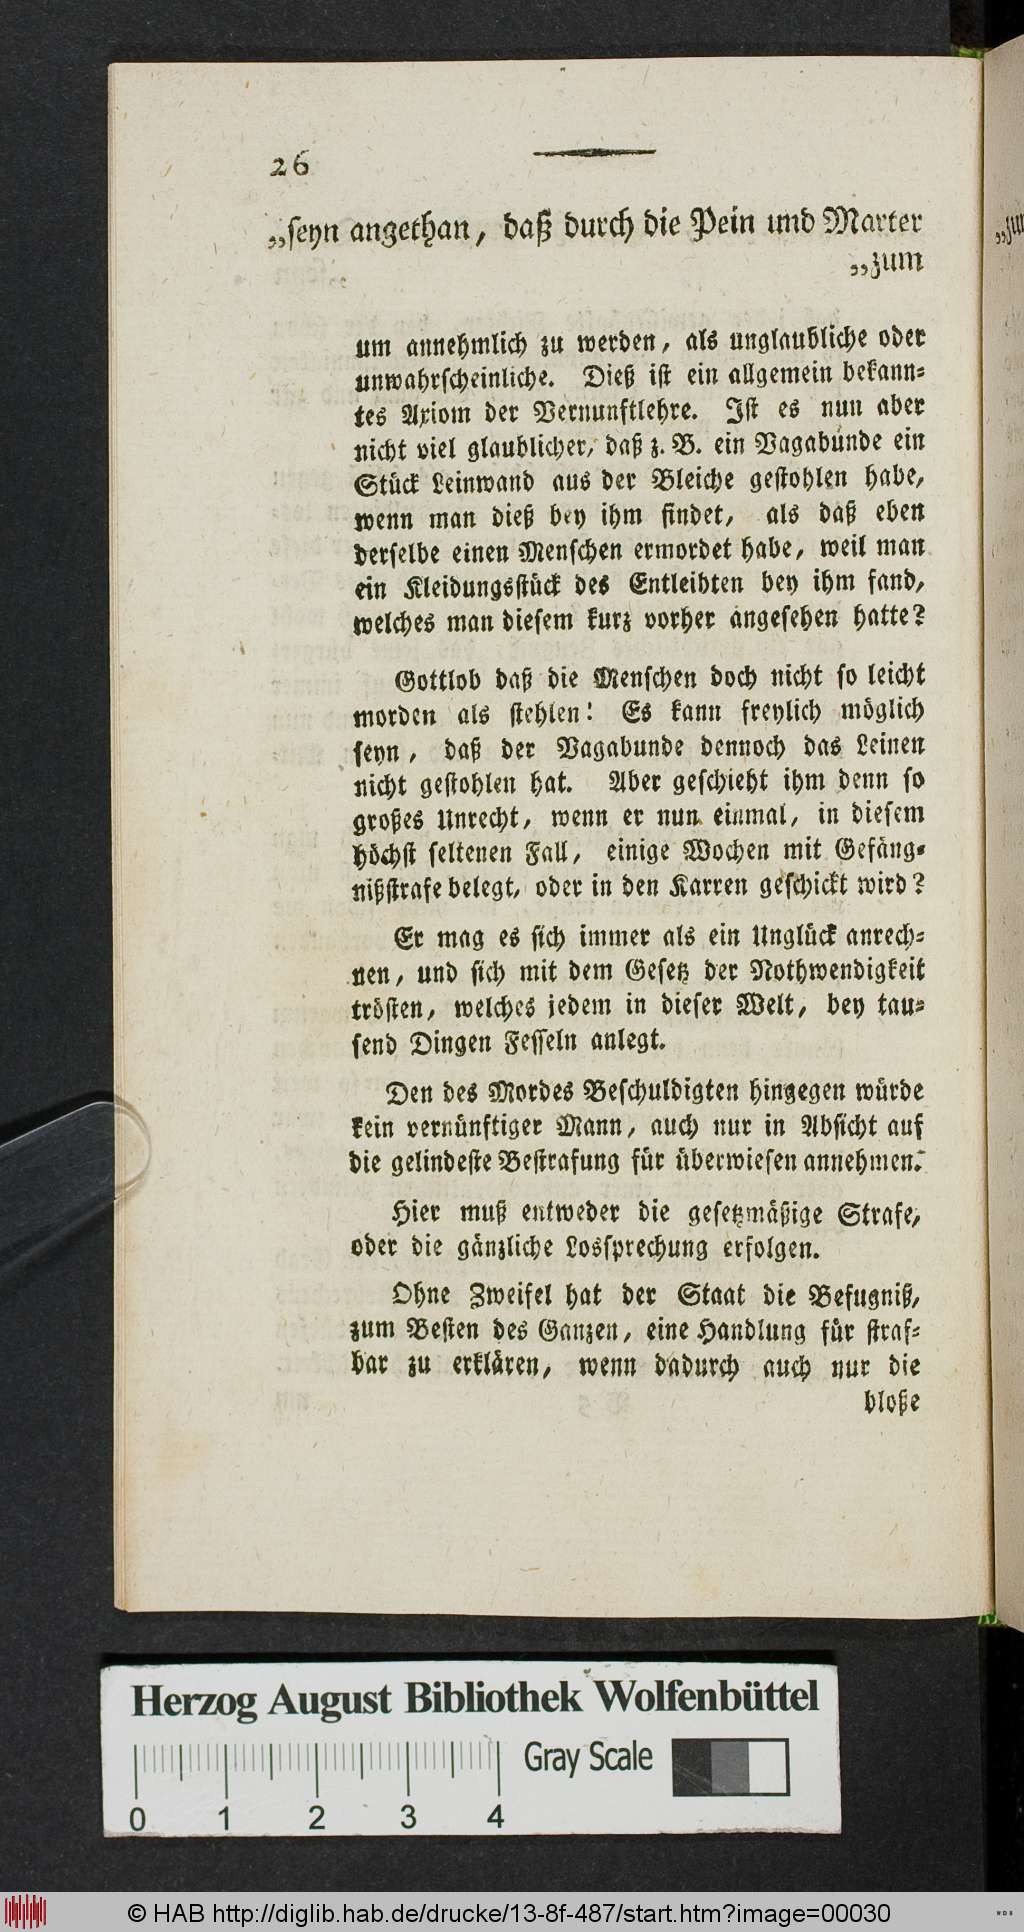 26
„seyn angethan, daß durch die Pein und Marter
„zum
um annehmlich zu werden, als unglaubliche oder
unwahrscheinliche. Dieß ist ein allgemein bekann=
tes Axiom der Vernunftlehre. Ist es nun aber
nicht viel glaublicher, daß z. B. ein Vagabunde ein
Stück Leinwand aus der Bleiche gestohlen habe,
wenn man dieß bey ihm findet, als daß eben
derselbe einen Menschen ermordet habe, weil man
ein Kleidungsstück des Entleibten bey ihm fand,
welches man diesem kurz vorher angesehen hatte?
Gottlob daß die Menschen doch nicht so leicht
morden als stehlen! Es kann freylich möglich
seyn, daß der Vagabunde dennoch das Leinen
nicht gestohlen hat. Aber geschieht ihm denn so
großes Unrecht, wenn er nun einmal, in diesem
höchst seltenen Fall, einige Wochen mit Gefäng=
nißstrafe belegt, oder in den Karren geschickt wird?
Er mag es sich immer als ein Unglück anrech=
nen, und sich mit dem Gesetz der Nothwendigkeit
trösten, welches jedem in dieser Welt, bey tau=
send Dingen Fesseln anlegt.
Den des Mordes Beschuldigten hingegen würde
kein vernünftiger Mann, auch nur in Absicht auf
die gelindeste Bestrafung für überwiesen annehmen.
Hier muß entweder die gesetzmäßige Strafe,
oder die gänzliche Lossprechung erfolgen.
Ohne Zweifel hat der Staat die Befugniß,
zum Besten des Ganzen, eine Handlung für straf=
bar zu erklären, wenn dadurch auch nur die
bloße
Herzog August Bibliothek Wolfenbüttel
Gray Scale
0 1 2 3 4
© HAB http://diglib.hab.de/drucke/13-8f-487/start.htm?image=00030